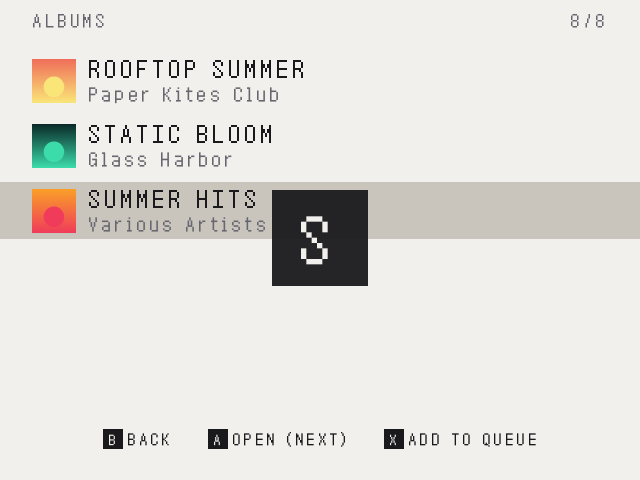 ALBUMS 8/8
ROOFTOP SUMMER
Paper Kites Club
STATIC BLOOM
Glass Harbor
SUMMER HITS
Various Artists
S
B BACK A OPEN (NEXT) X ADD TO QUEUE